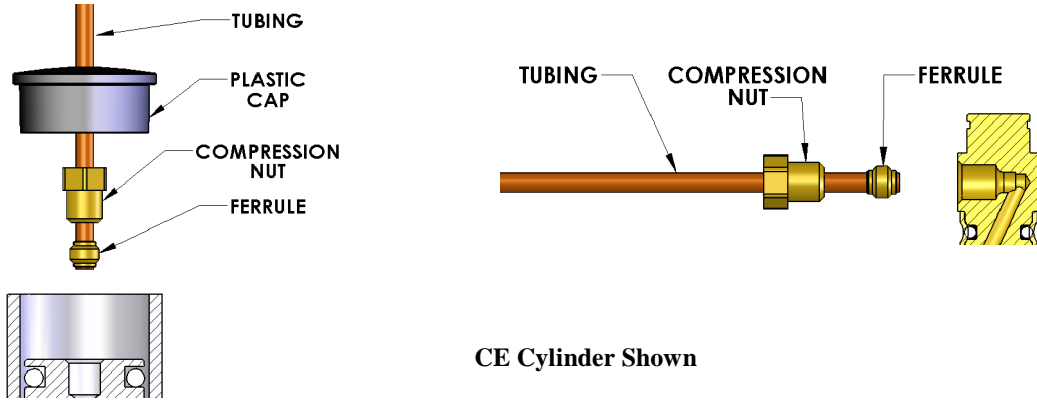 TUBING
PLASTIC
CAP
COMPRESSION
NUT
FERRULE
TUBING
COMPRESSION
NUT
FERRULE
CE Cylinder Shown